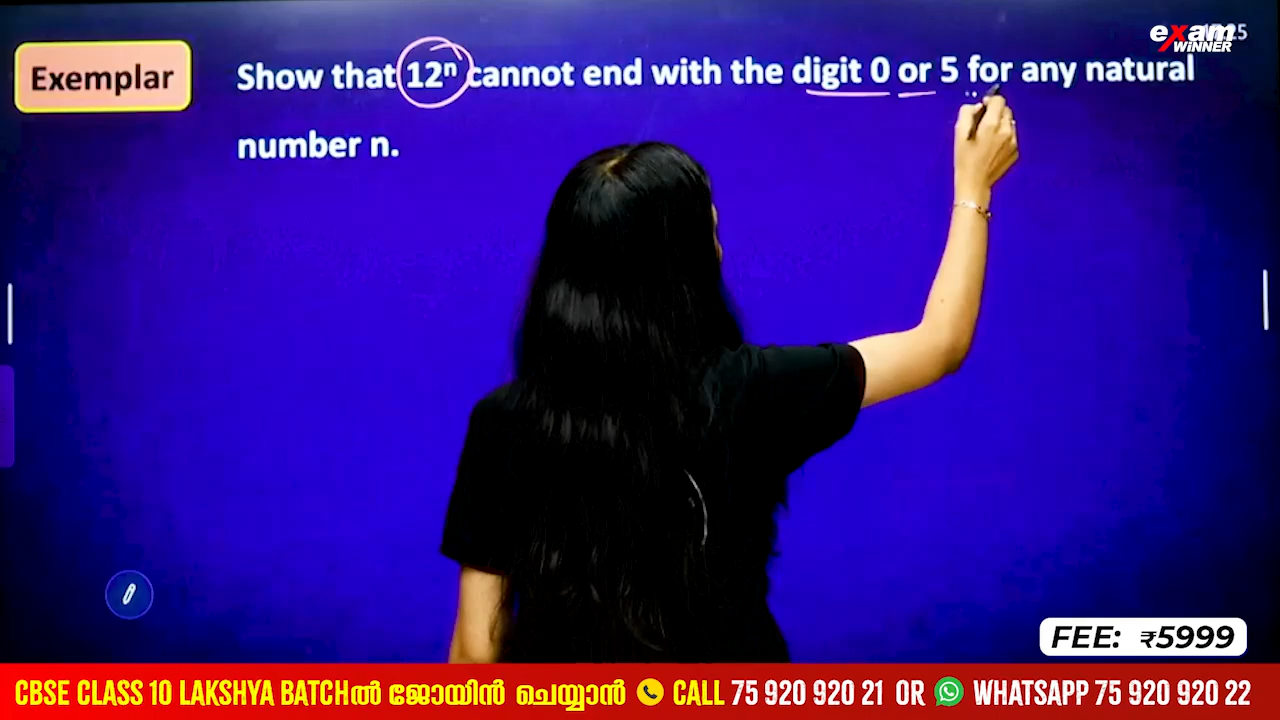 exam
WINNER
Exemplar
Show that 12ⁿ cannot end with the digit 0 or 5 for any natural
number n.
FEE: ₹5999
CBSE CLASS 10 LAKSHYA BATCHൽ ജോയിൻ ചെയ്യാൻ CALL 75 920 920 21 OR WHATSAPP 75 920 920 22